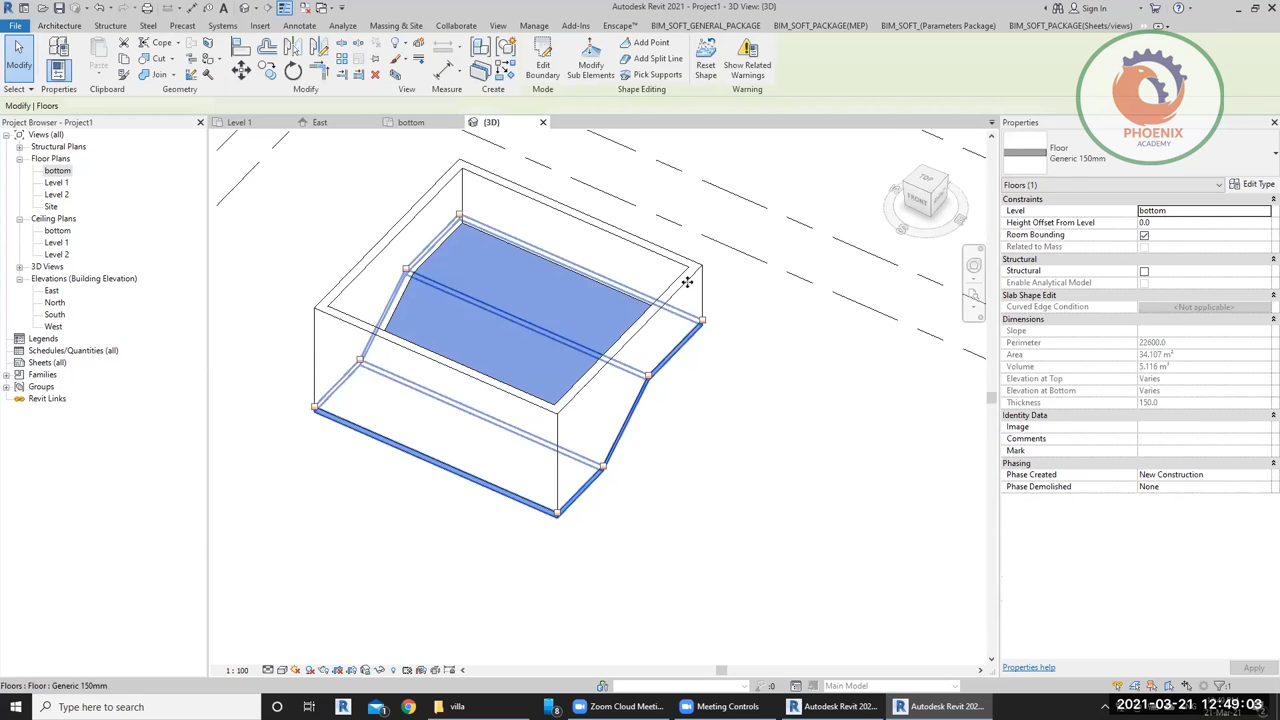 Autodesk Revit 2021 - Project1 - 3D View: {3D}
Sign In
File Architecture Structure Steel Precast Systems Insert Annotate Analyze Massing & Site Collaborate View Manage Add-Ins Enscape™ BIM_SOFT_GENERAL_PACKAGE BIM_SOFT_PACKAGE(MEP) BIM_SOFT_(Parameters Package) BIM_SOFT_PACKAGE(Sheets/views)
Modify
Paste
Cope
Cut
Join
Edit Boundary
Modify Sub Elements
Add Point
Add Split Line
Pick Supports
Reset Shape
Show Related Warnings
Select Properties Clipboard Geometry Modify View Measure Create Mode Shape Editing Warning
Modify | Floors
PHOENIX
ACADEMY
Project Browser - Project1
Views (all)
Structural Plans
Floor Plans
bottom
Level 1
Level 2
Site
Ceiling Plans
bottom
Level 1
Level 2
3D Views
Elevations (Building Elevation)
East
North
South
West
Legends
Schedules/Quantities (all)
Sheets (all)
Families
Groups
Revit Links
Level 1 East bottom {3D}
TOP
FRONT
Properties
Floor
Generic 150mm
Floors (1) Edit Type
Constraints
Level bottom
Height Offset From Level 0.0
Room Bounding
Related to Mass
Structural
Structural
Enable Analytical Model
Slab Shape Edit
Curved Edge Condition <Not applicable>
Dimensions
Slope
Perimeter 22600.0
Area 34.107 m²
Volume 5.116 m³
Elevation at Top Varies
Elevation at Bottom Varies
Thickness 150.0
Identity Data
Image
Comments
Mark
Phasing
Phase Created New Construction
Phase Demolished None
Properties help Apply
1 : 100
Floors : Floor : Generic 150mm
:0 Main Model :1
Type here to search
villa
Zoom Cloud Meeti...
Meeting Controls
Autodesk Revit 202...
Autodesk Revit 202...
2021-03-21 12:49:03